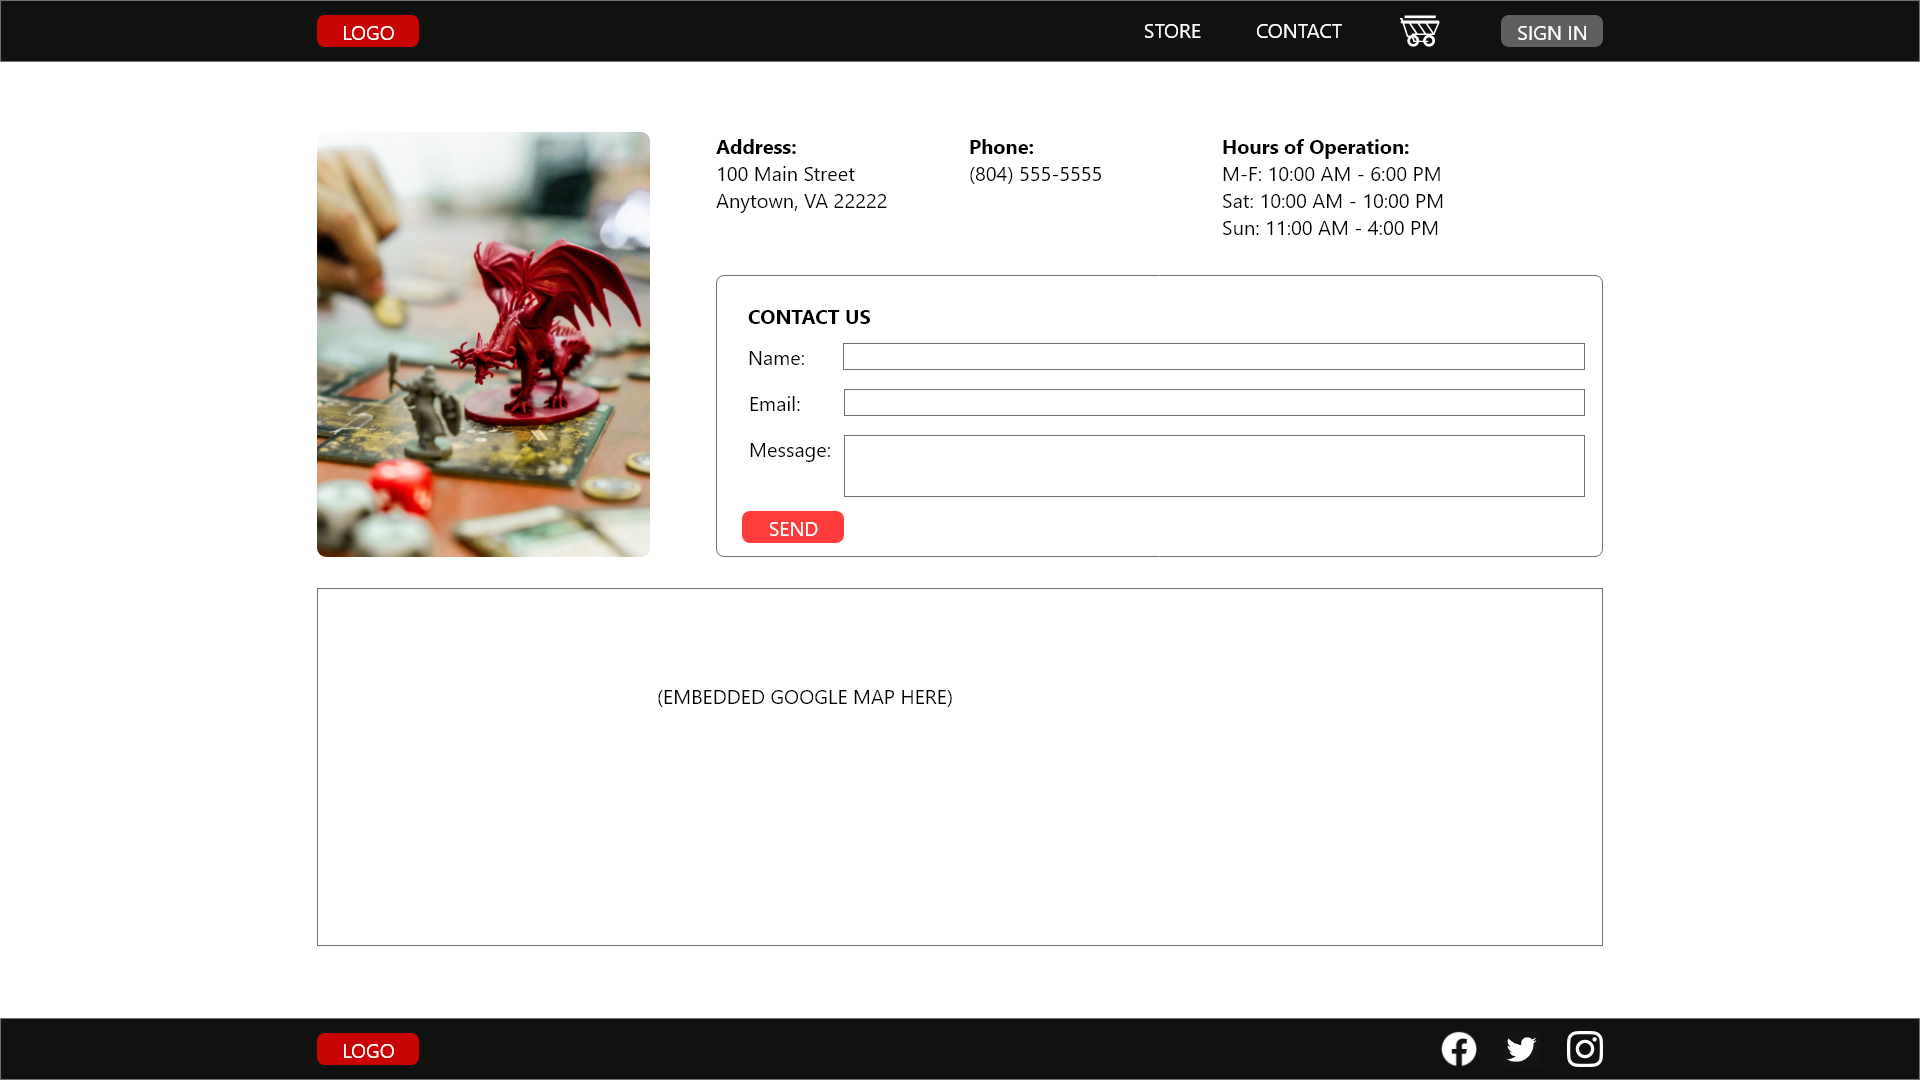 LOGO
STORE
CONTACT
SIGN IN
Address:
100 Main Street
Anytown, VA 22222
Phone:
(804) 555-5555
Hours of Operation:
M-F: 10:00 AM - 6:00 PM
Sat: 10:00 AM - 10:00 PM
Sun: 11:00 AM - 4:00 PM
CONTACT US
Name:
Email:
Message:
SEND
(EMBEDDED GOOGLE MAP HERE)
LOGO